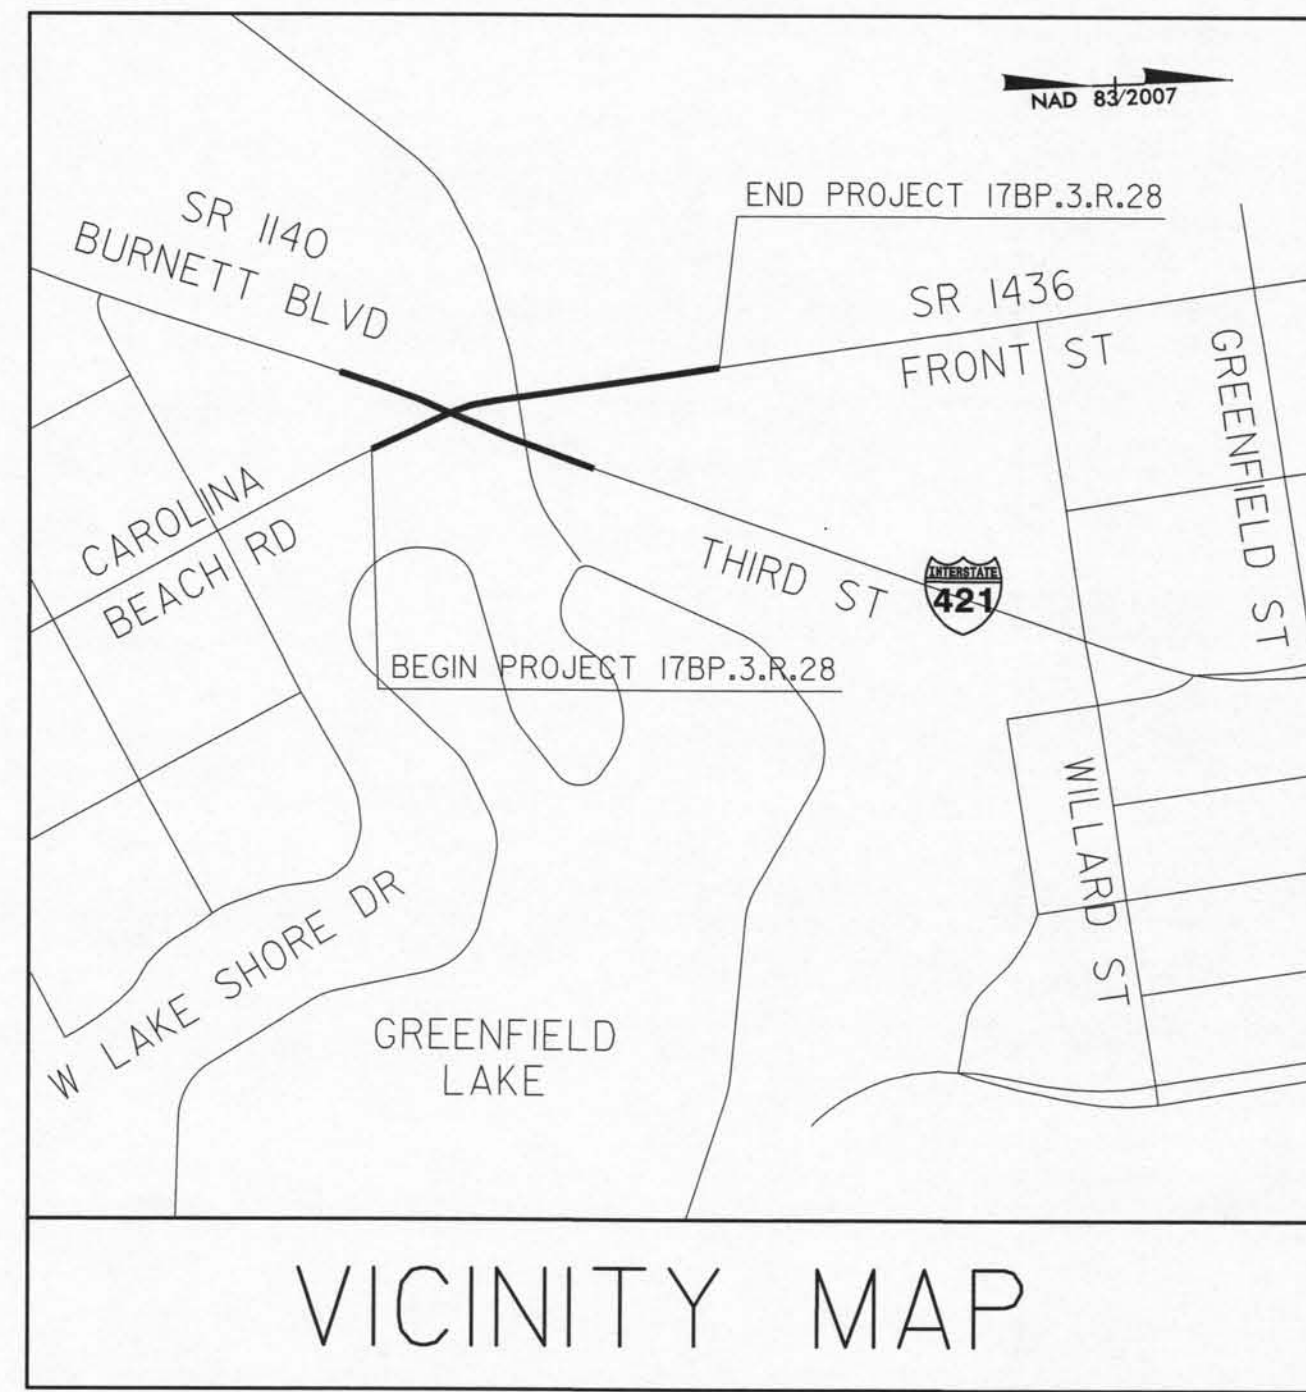 NAD 83/2007
END PROJECT 17BP.3.R.28
SR 1140
BURNETT BLVD
SR 1436
FRONT ST
GREENFIELD ST
CAROLINA
BEACH RD
THIRD ST
INTERSTATE
421
BEGIN PROJECT 17BP.3.R.28
WILLARD ST
W LAKE SHORE DR
GREENFIELD
LAKE
VICINITY MAP